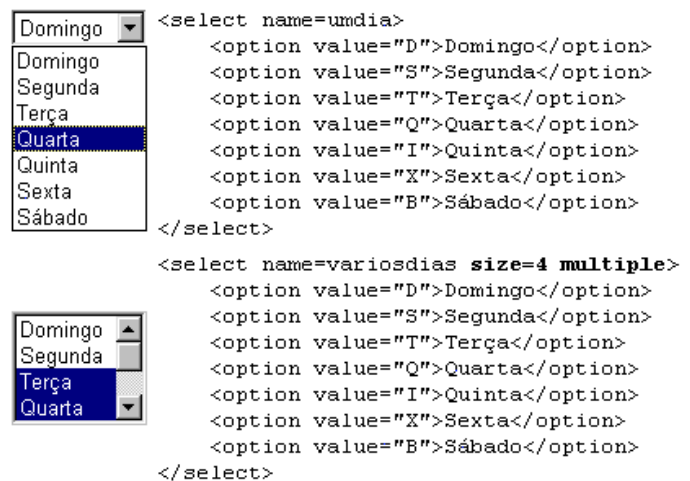 Domingo
Domingo
Segunda
Terça
Quarta
Quinta
Sexta
Sábado
<select name=umdia>
<option value="D">Domingo</option>
<option value="S">Segunda</option>
<option value="T">Terça</option>
<option value="Q">Quarta</option>
<option value="I">Quinta</option>
<option value="X">Sexta</option>
<option value="B">Sábado</option>
</select>
Domingo
Segunda
Terça
Quarta
<select name=variosdias size=4 multiple>
<option value="D">Domingo</option>
<option value="S">Segunda</option>
<option value="T">Terça</option>
<option value="Q">Quarta</option>
<option value="I">Quinta</option>
<option value="X">Sexta</option>
<option value="B">Sábado</option>
</select>